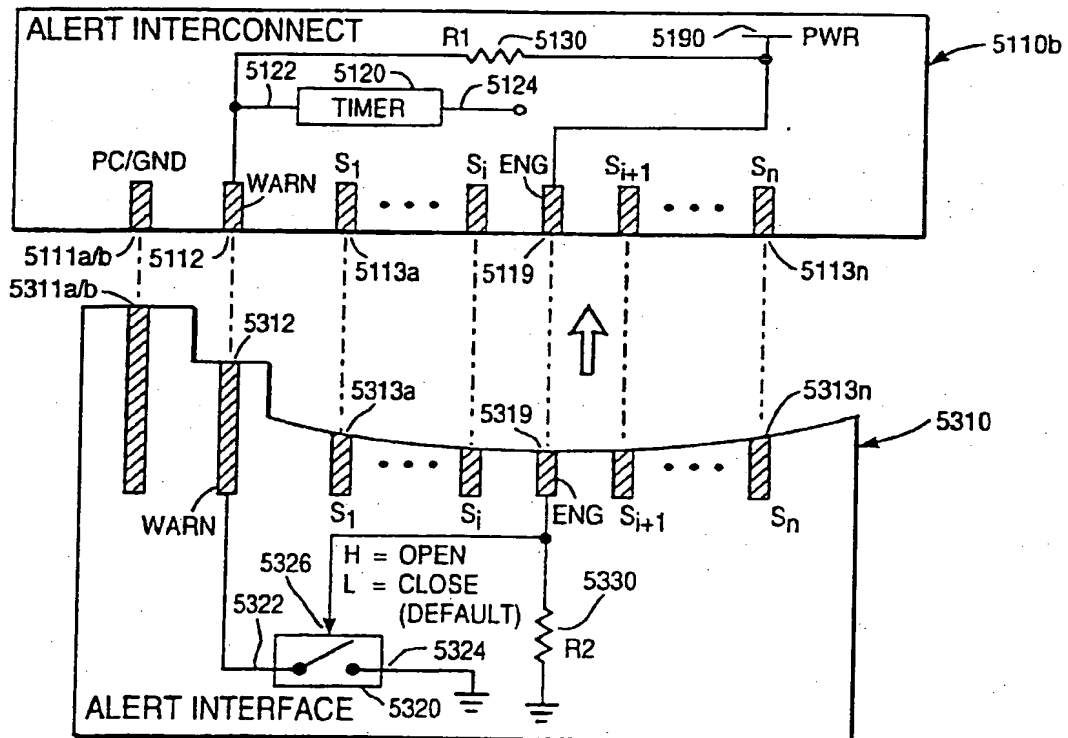 ALERT INTERCONNECT
R1
5130
5190
PWR
5110b
5122
5120
5124
TIMER
PC/GND
WARN
S1
Si
ENG
Si+1
Sn
5111a/b
5112
5113a
5119
5113n
5311a/b
5312
5313a
5319
5313n
5310
WARN
S1
Si
ENG
Si+1
Sn
5326
H = OPEN
L = CLOSE
(DEFAULT)
5330
5322
5324
R2
ALERT INTERFACE
5320